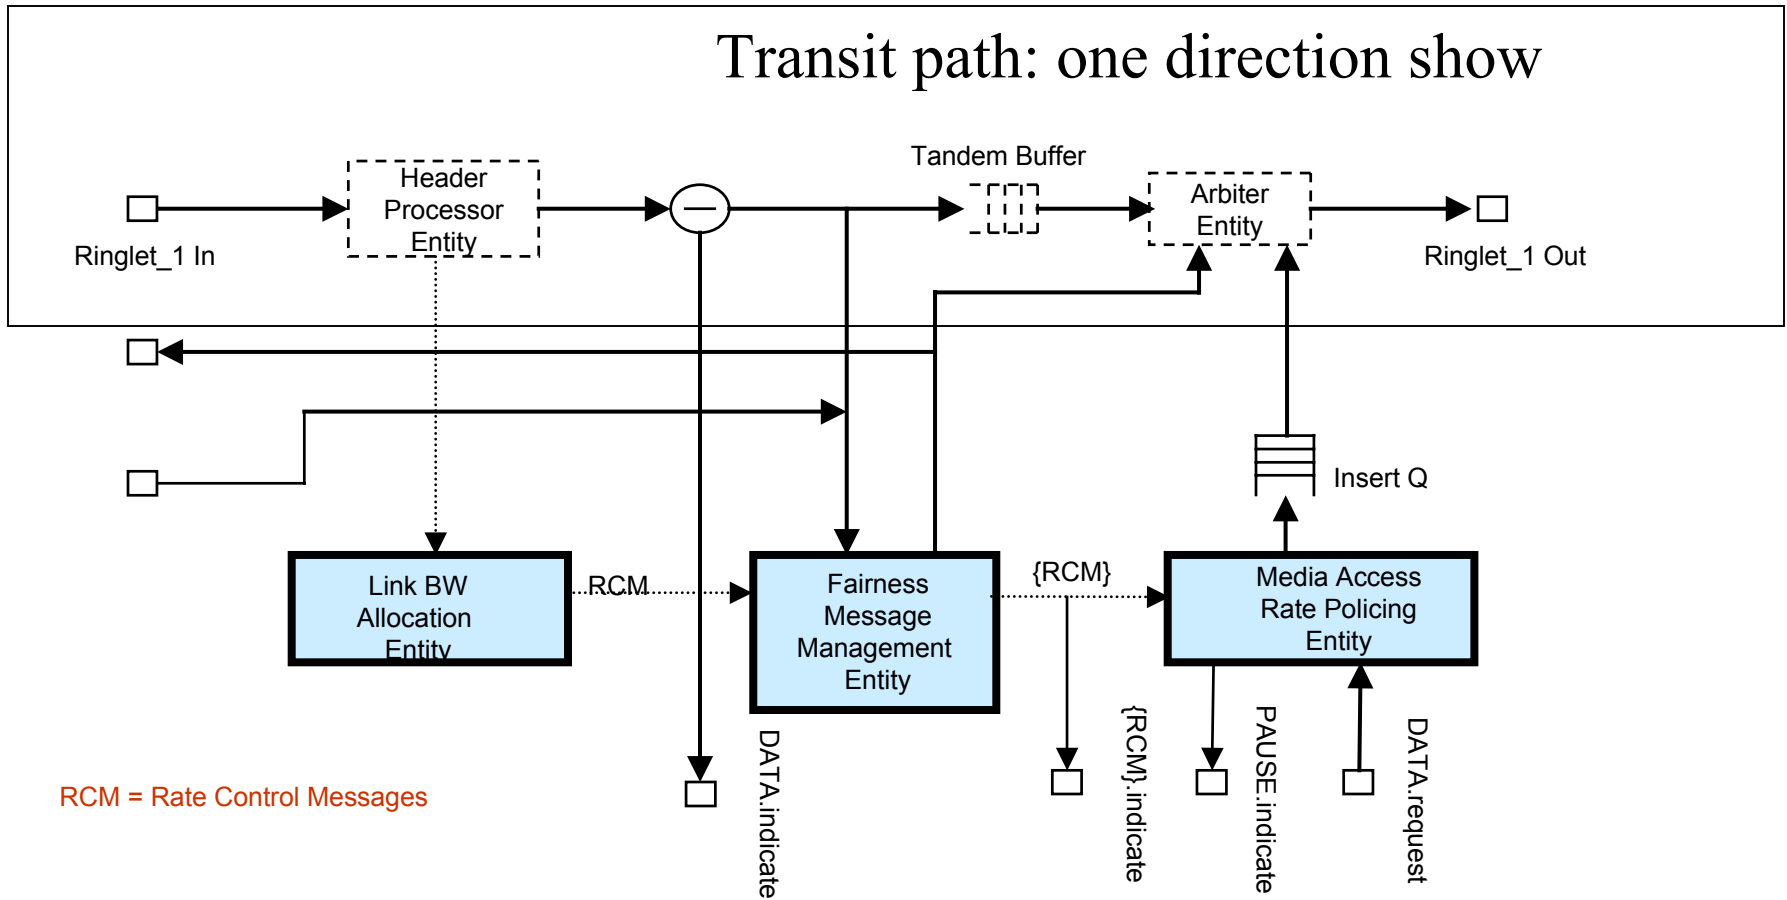 Transit path: one direction show
Tandem Buffer
Header
Processor
Entity
Arbiter
Entity
Ringlet_1 In
Ringlet_1 Out
Insert Q
Link BW
Allocation
Entity
RCM
Fairness
Message
Management
Entity
{RCM}
Media Access
Rate Policing
Entity
DATA.indicate
{RCM}.indicate
PAUSE.indicate
DATA.request
RCM = Rate Control Messages